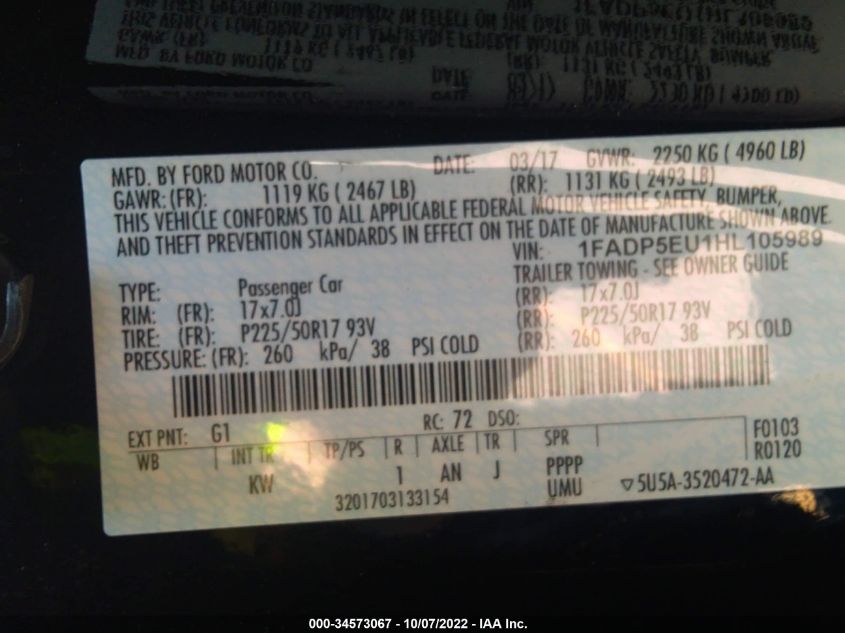 MFD. BY FORD MOTOR CO. DATE: 03/17 GVWR: 2250 KG ( 4960 LB)
GAWR: (FR): 1119 KG ( 2467 LB) (RR): 1131 KG ( 2493 LB)
THIS VEHICLE CONFORMS TO ALL APPLICABLE FEDERAL MOTOR VEHICLE SAFETY, BUMPER,
AND THEFT PREVENTION STANDARDS IN EFFECT ON THE DATE OF MANUFACTURE SHOWN ABOVE.
VIN: 1FADP5EU1HL105989
TYPE: Passenger Car TRAILER TOWING - SEE OWNER GUIDE
RIM: (FR): 17x7.0J (RR): 17x7.0J
TIRE: (FR): P225/50R17 93V (RR): P225/50R17 93V
PRESSURE: (FR): 260 kPa/ 38 PSI COLD (RR): 260 kPa/ 38 PSI COLD
EXT PNT: G1 RC: 72 DSO: F0103
WB INT TR TP/PS R AXLE TR SPR R0120
KW 1 AN J PPPP
3201703133154 UMU ▽5U5A-3520472-AA
000-34573067 - 10/07/2022 - IAA Inc.